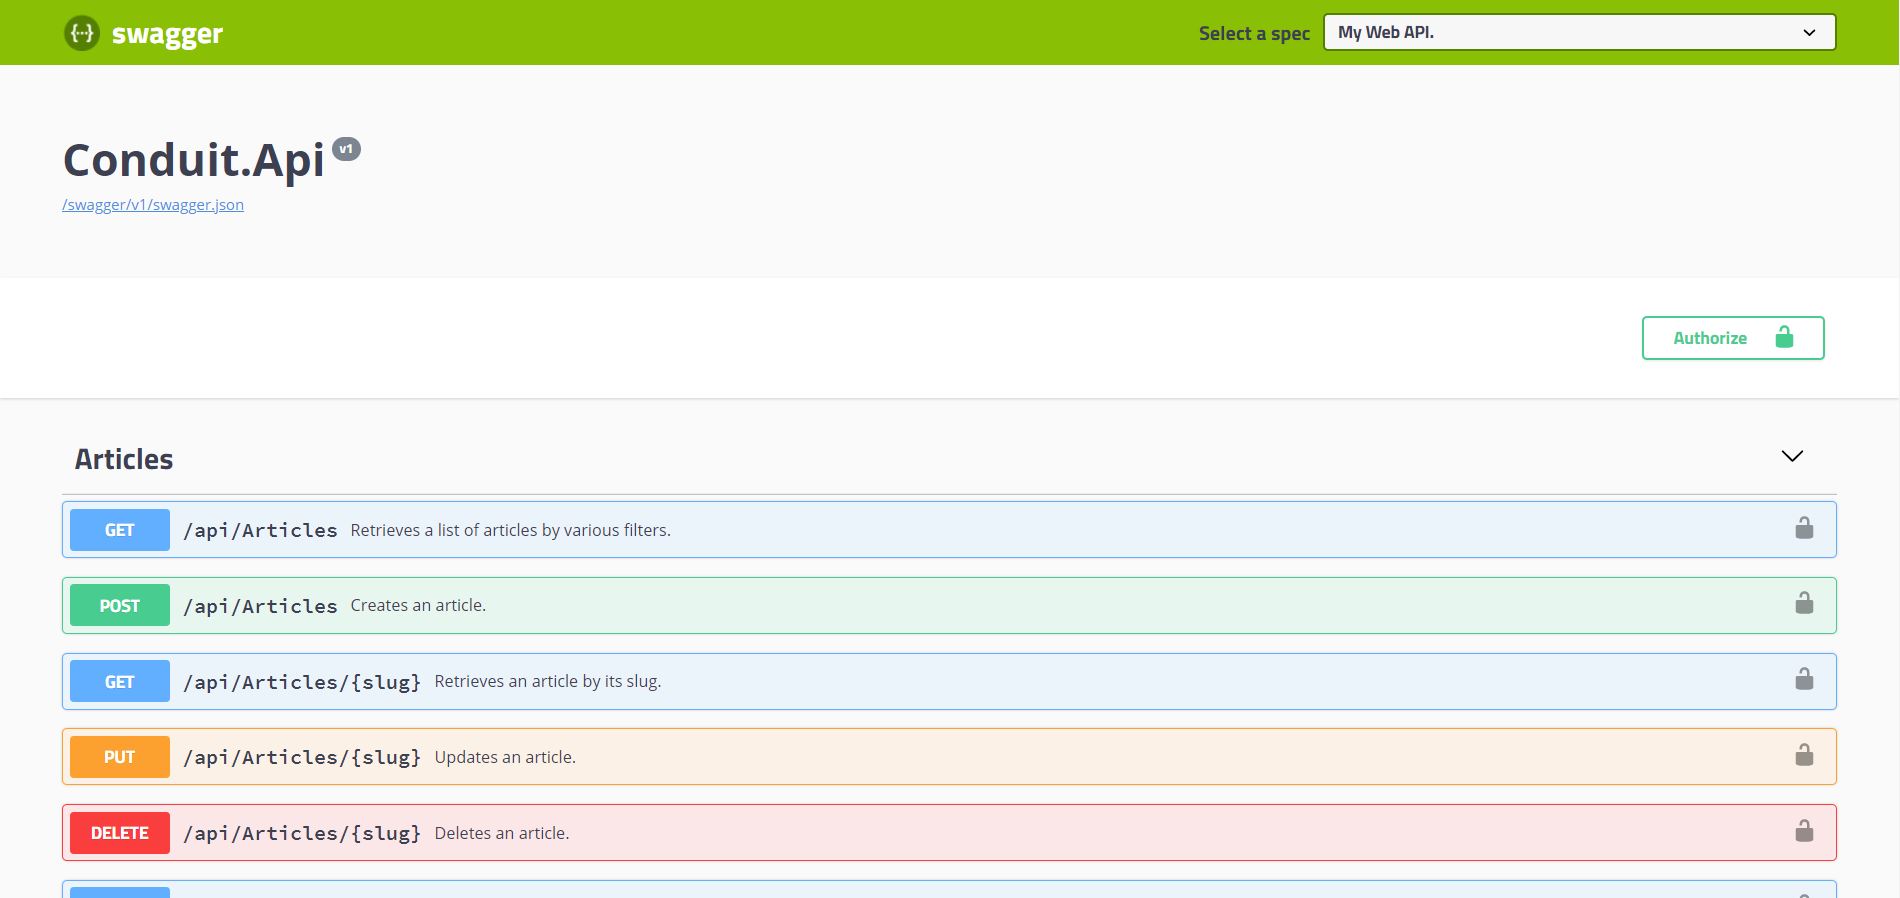 {···} swagger Select a spec My Web API.
Conduit.Api v1
/swagger/v1/swagger.json
Authorize
Articles
GET /api/Articles Retrieves a list of articles by various filters.
POST /api/Articles Creates an article.
GET /api/Articles/{slug} Retrieves an article by its slug.
PUT /api/Articles/{slug} Updates an article.
DELETE /api/Articles/{slug} Deletes an article.